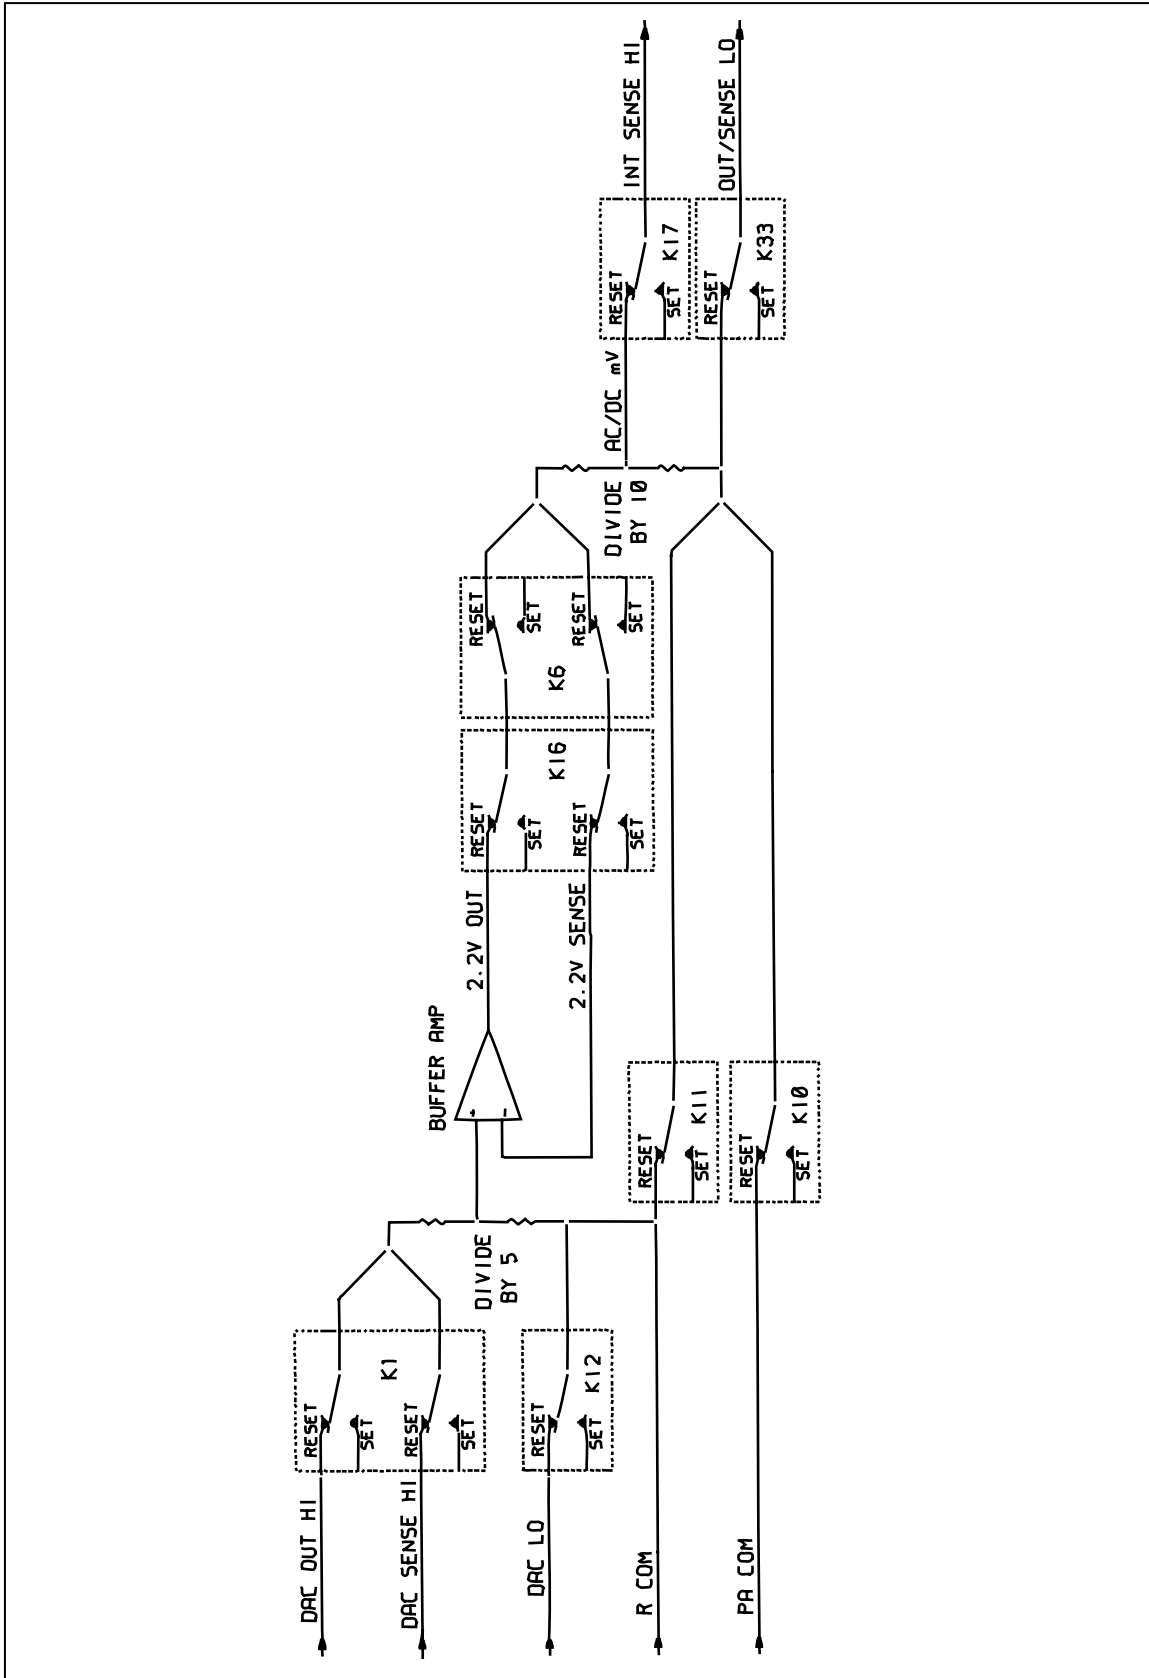 DAC OUT HI
DAC SENSE HI
DAC LO
R COM
PA COM
RESET
SET
RESET
SET
K1
RESET
SET
K12
DIVIDE
BY 5
BUFFER AMP
+
-
RESET
SET
K11
RESET
SET
K10
2.2V OUT
2.2V SENSE
RESET
SET
RESET
SET
K16
RESET
SET
RESET
SET
K6
DIVIDE
BY 10
AC/DC mV
RESET
SET
K17
RESET
SET
K33
INT SENSE HI
OUT/SENSE LO